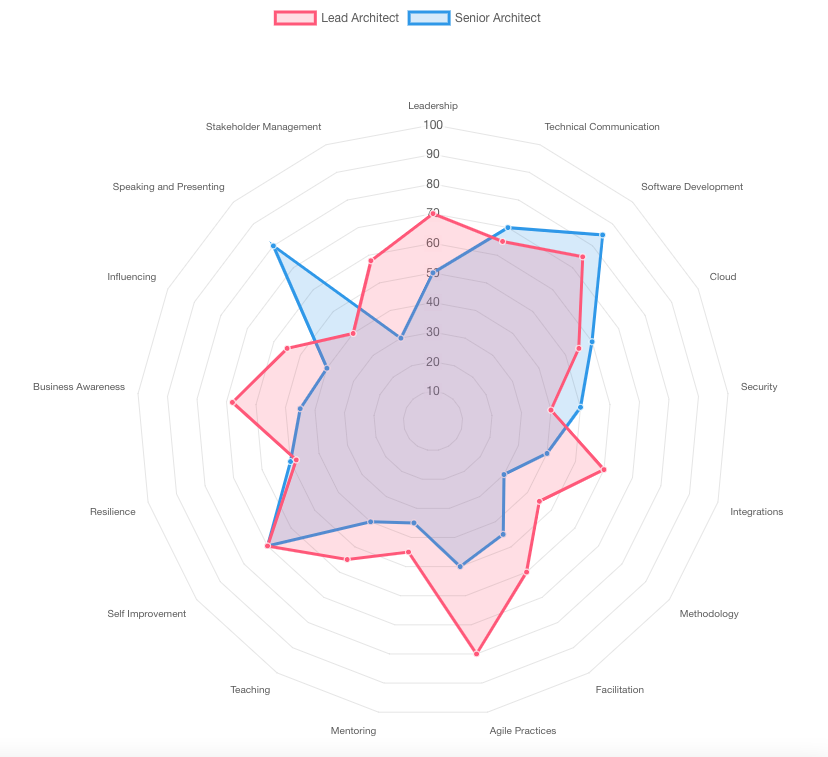 Lead Architect Senior Architect
Leadership
Stakeholder Management Technical Communication
Speaking and Presenting Software Development
Influencing Cloud
Business Awareness Security
Resilience Integrations
Self Improvement Methodology
Teaching Facilitation
Mentoring Agile Practices
100
90
80
70
60
50
40
30
20
10